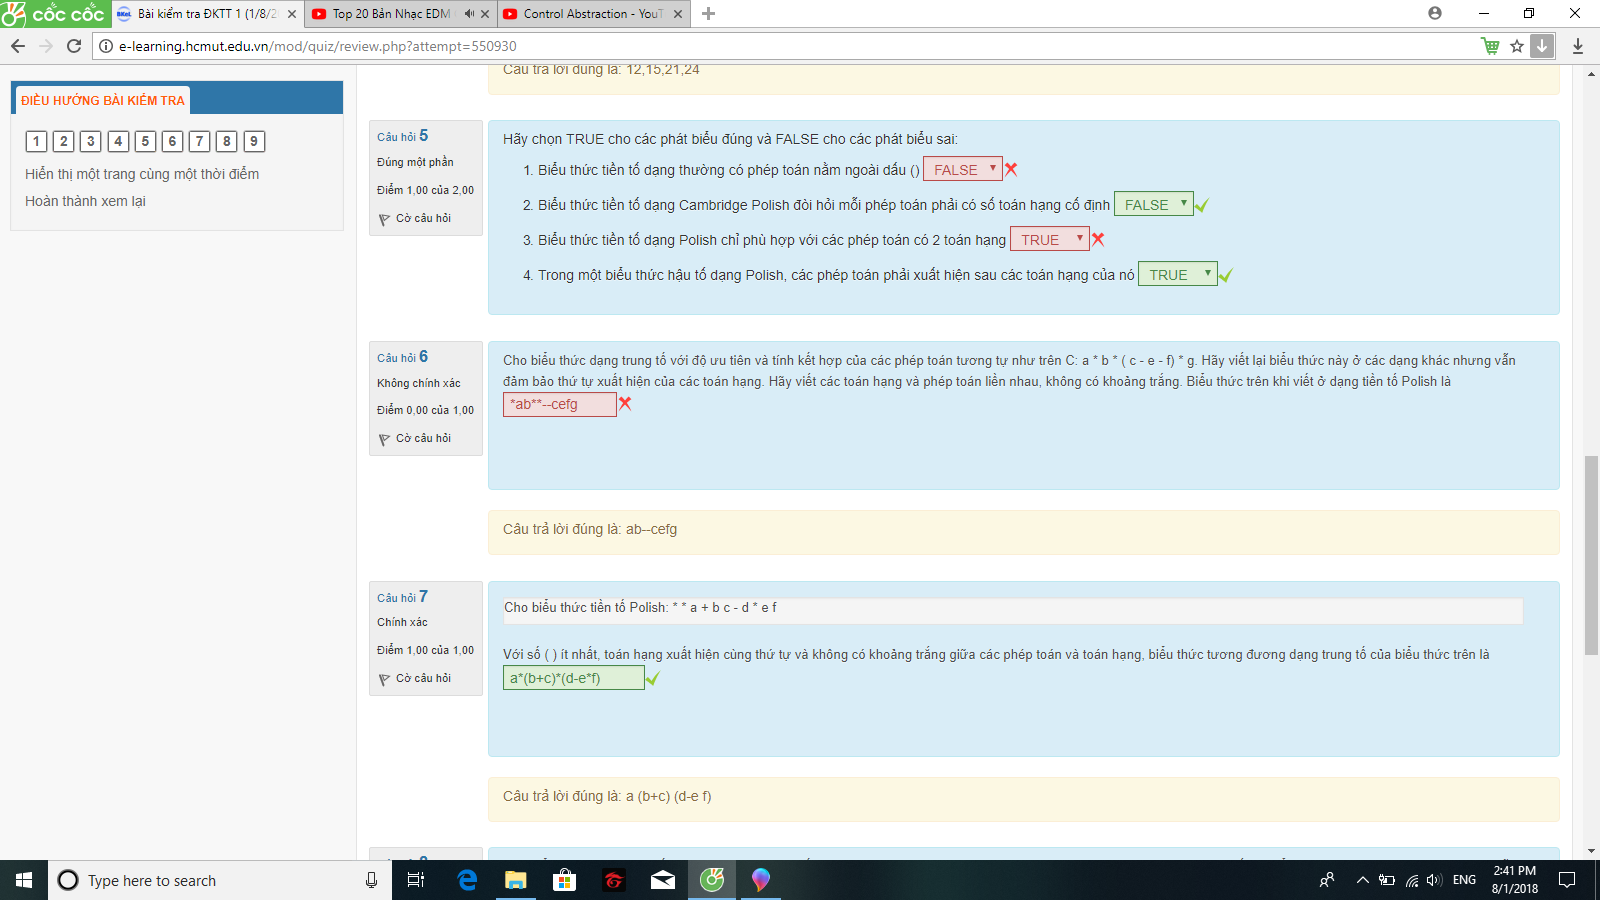 cốc cốc
Bài kiểm tra ĐKTT 1 (1/8/2
Top 20 Bản Nhạc EDM
Control Abstraction - YouT
e-learning.hcmut.edu.vn/mod/quiz/review.php?attempt=550930
ĐIỀU HƯỚNG BÀI KIỂM TRA
1 2 3 4 5 6 7 8 9
Hiển thị một trang cùng một thời điểm
Hoàn thành xem lại
Câu trả lời đúng là: 12,15,21,24
Câu hỏi 5
Đúng một phần
Điểm 1,00 của 2,00
Cờ câu hỏi
Hãy chọn TRUE cho các phát biểu đúng và FALSE cho các phát biểu sai:
1. Biểu thức tiền tố dạng thường có phép toán nằm ngoài dấu () FALSE
2. Biểu thức tiền tố dạng Cambridge Polish đòi hỏi mỗi phép toán phải có số toán hạng cố định FALSE
3. Biểu thức tiền tố dạng Polish chỉ phù hợp với các phép toán có 2 toán hạng TRUE
4. Trong một biểu thức hậu tố dạng Polish, các phép toán phải xuất hiện sau các toán hạng của nó TRUE
Câu hỏi 6
Không chính xác
Điểm 0,00 của 1,00
Cờ câu hỏi
Cho biểu thức dạng trung tố với độ ưu tiên và tính kết hợp của các phép toán tương tự như trên C: a * b * ( c - e - f) * g. Hãy viết lại biểu thức này ở các dạng khác nhưng vẫn
đảm bảo thứ tự xuất hiện của các toán hạng. Hãy viết các toán hạng và phép toán liền nhau, không có khoảng trắng. Biểu thức trên khi viết ở dạng tiền tố Polish là
*ab**--cefg
Câu trả lời đúng là: ab--cefg
Câu hỏi 7
Chính xác
Điểm 1,00 của 1,00
Cờ câu hỏi
Cho biểu thức tiền tố Polish: * * a + b c - d * e f
Với số ( ) ít nhất, toán hạng xuất hiện cùng thứ tự và không có khoảng trắng giữa các phép toán và toán hạng, biểu thức tương đương dạng trung tố của biểu thức trên là
a*(b+c)*(d-e*f)
Câu trả lời đúng là: a (b+c) (d-e f)
Type here to search
ENG
2:41 PM
8/1/2018